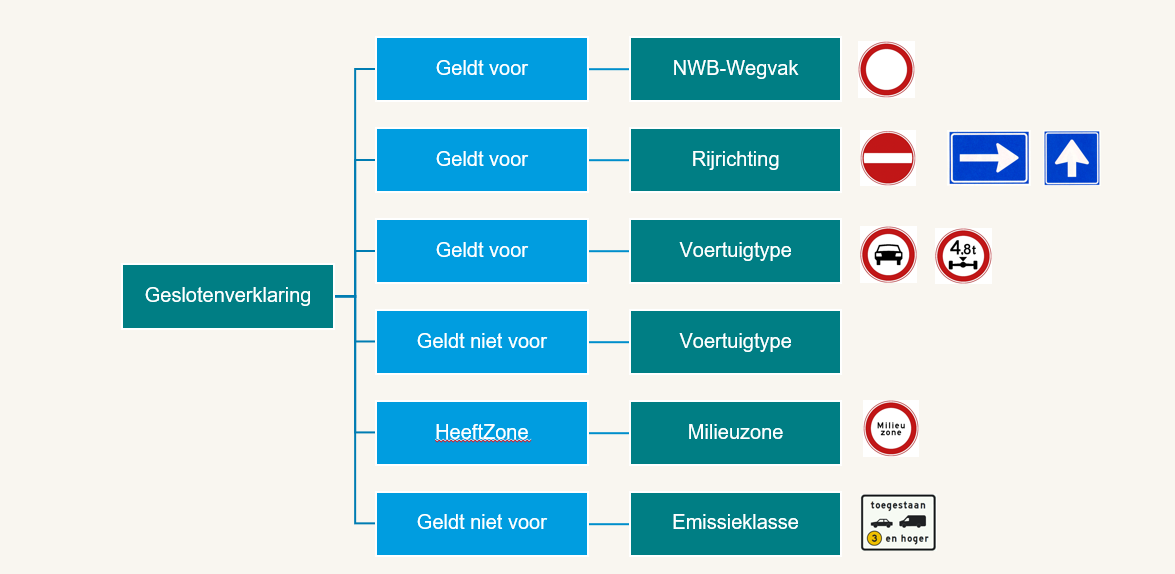 Geldt voor
NWB-Wegvak
Geldt voor
Rijrichting
Geldt voor
Voertuigtype
4,8t
Geslotenverklaring
Geldt niet voor
Voertuigtype
HeeftZone
Milieuzone
Milieu
zone
Geldt niet voor
Emissieklasse
toegestaan
3 en hoger